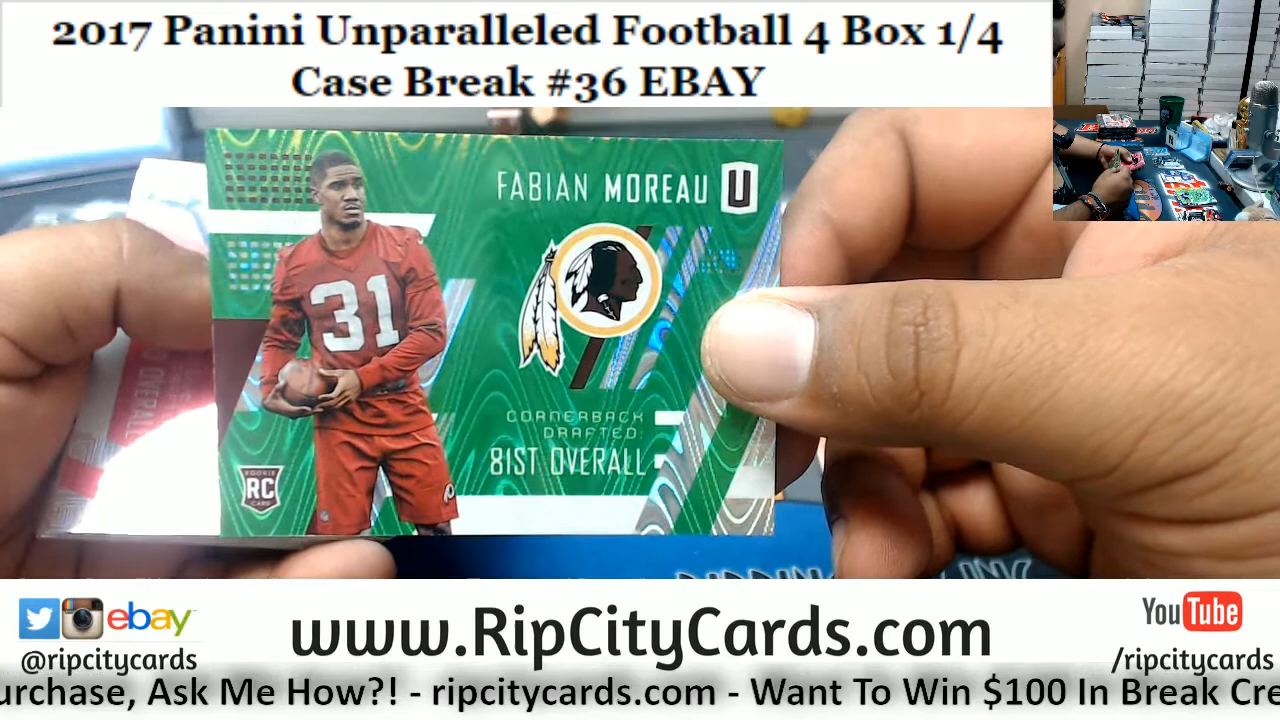 2017 Panini Unparalleled Football 4 Box 1/4
Case Break #36 EBAY
FABIAN MOREAU U
31
CORNERBACK
DRAFTED:
81ST OVERALL
ROOKIE
RC
CARD
OVERALL
ebay
@ripcitycards
www.RipCityCards.com
YouTube
/ripcitycards
urchase, Ask Me How?! - ripcitycards.com - Want To Win $100 In Break Cre